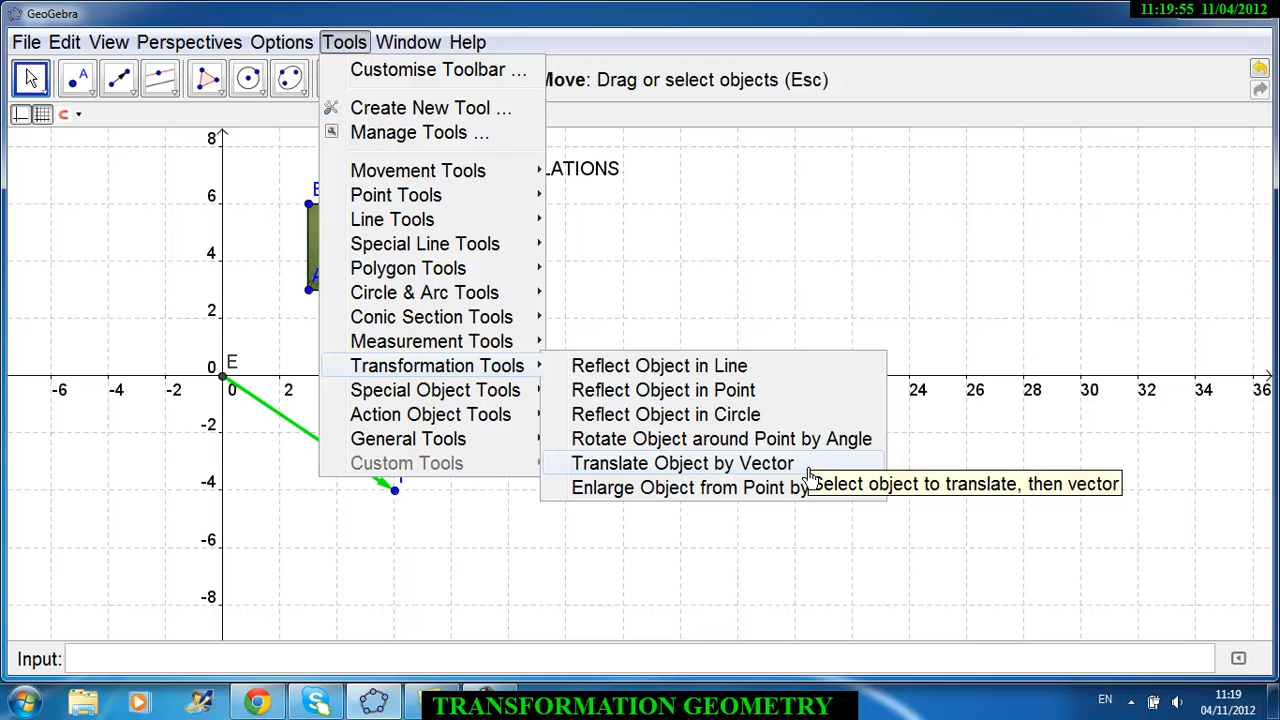 GeoGebra
11:19:55 11/04/2012
File Edit View Perspectives Options Tools Window Help
A
Move: Drag or select objects (Esc)
Customise Toolbar ...
Create New Tool ...
Manage Tools ...
Movement Tools
Point Tools
Line Tools
Special Line Tools
Polygon Tools
Circle & Arc Tools
Conic Section Tools
Measurement Tools
Transformation Tools
Special Object Tools
Action Object Tools
General Tools
Custom Tools
Reflect Object in Line
Reflect Object in Point
Reflect Object in Circle
Rotate Object around Point by Angle
Translate Object by Vector
Enlarge Object from Point by
Select object to translate, then vector
LATIONS
8
6
4
2
0
-2
-4
-6
-8
E
-6 -4 -2 0 2 24 26 28 30 32 34 36
Input:
TRANSFORMATION GEOMETRY
EN
11:19
04/11/2012